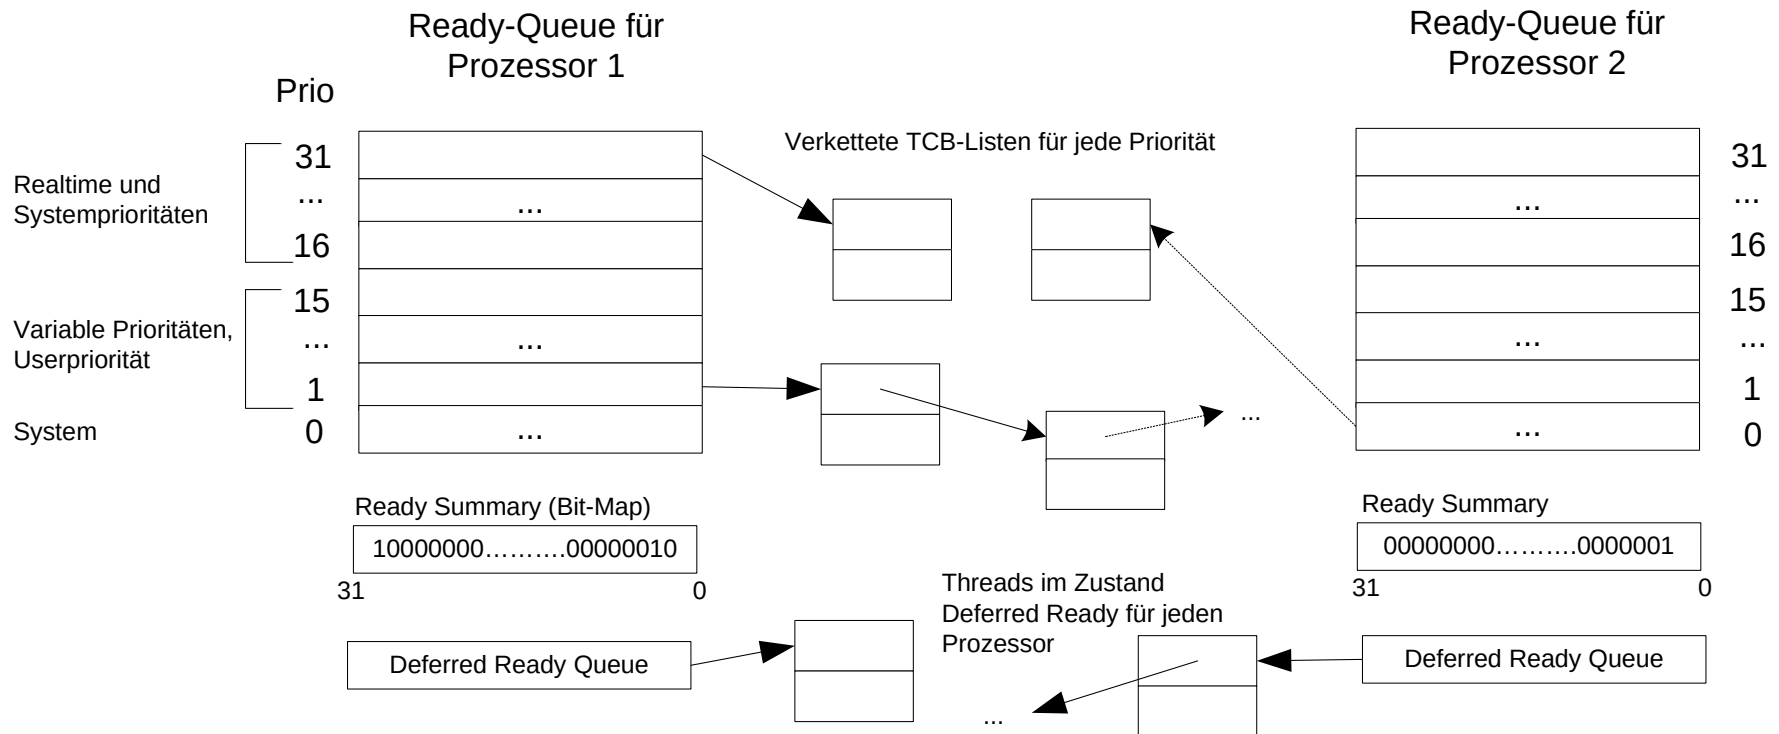 Ready-Queue für
Prozessor 1
Ready-Queue für
Prozessor 2
Prio
Verkettete TCB-Listen für jede Priorität
Realtime und
Systemprioritäten
31
...
16
...
Variable Prioritäten,
Userpriorität
15
...
1
...
System
0
...
...
31
...
16
...
15
...
1
...
0
...
Ready Summary (Bit-Map)
10000000……….00000010
31 0
Ready Summary
00000000……….0000001
31 0
Threads im Zustand
Deferred Ready für jeden
Prozessor
Deferred Ready Queue
...
Deferred Ready Queue